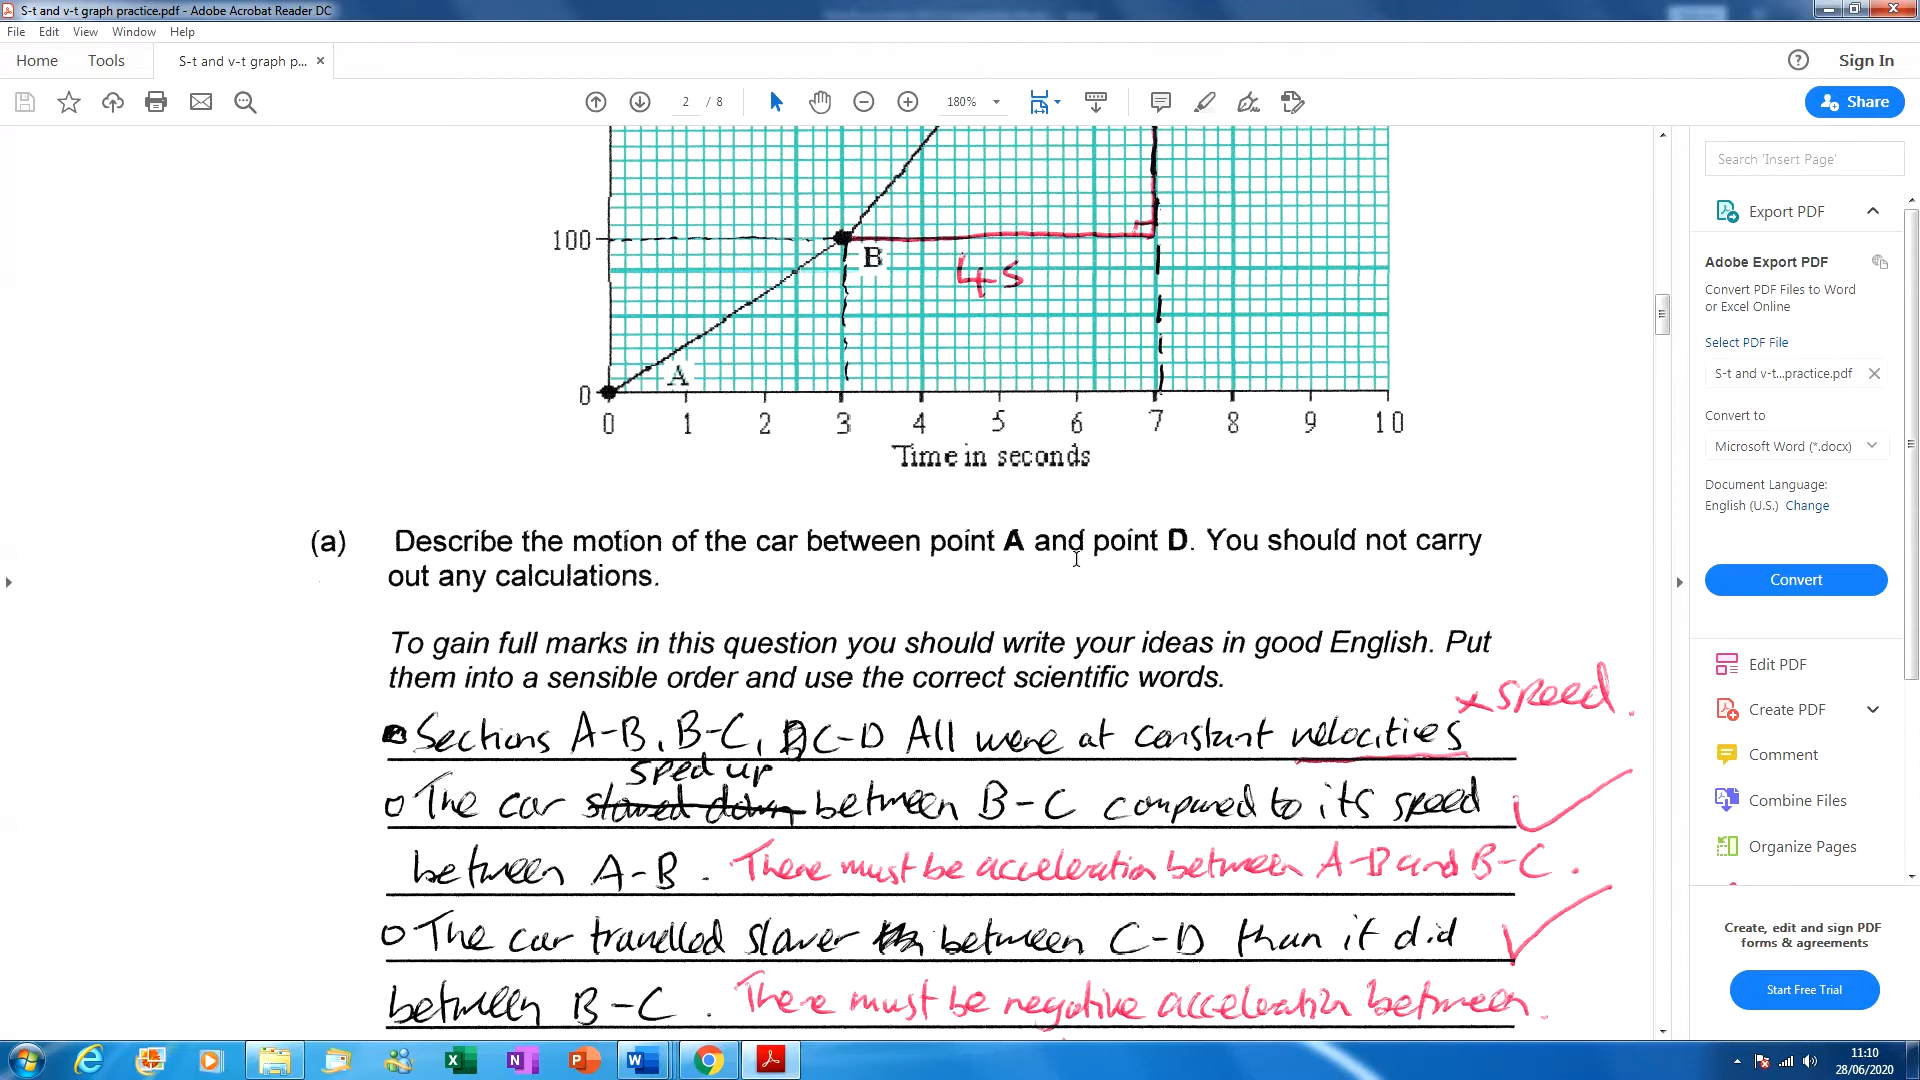 S-t and v-t graph practice.pdf - Adobe Acrobat Reader DC
File Edit View Window Help
Home Tools S-t and v-t graph p... × Sign In
2 / 8 180% Share
100
B
4s
A
0
0 1 2 3 4 5 6 7 8 9 10
Time in seconds
(a) Describe the motion of the car between point A and point D. You should not carry
out any calculations.
To gain full marks in this question you should write your ideas in good English. Put
them into a sensible order and use the correct scientific words.
× speed.
Sections A-B, B-C, C-D All were at constant velocities
sped up
The car slowed down between B-C compared to its speed
between A-B. There must be acceleration between A-B and B-C.
The car travelled slower between C-D than it did
between B-C. There must be negative acceleration between
Search 'Insert Page'
Export PDF
Adobe Export PDF
Convert PDF Files to Word
or Excel Online
Select PDF File
S-t and v-t...practice.pdf ×
Convert to
Microsoft Word (*.docx)
Document Language:
English (U.S.) Change
Convert
Edit PDF
Create PDF
Comment
Combine Files
Organize Pages
Create, edit and sign PDF
forms & agreements
Start Free Trial
11:10
28/06/2020